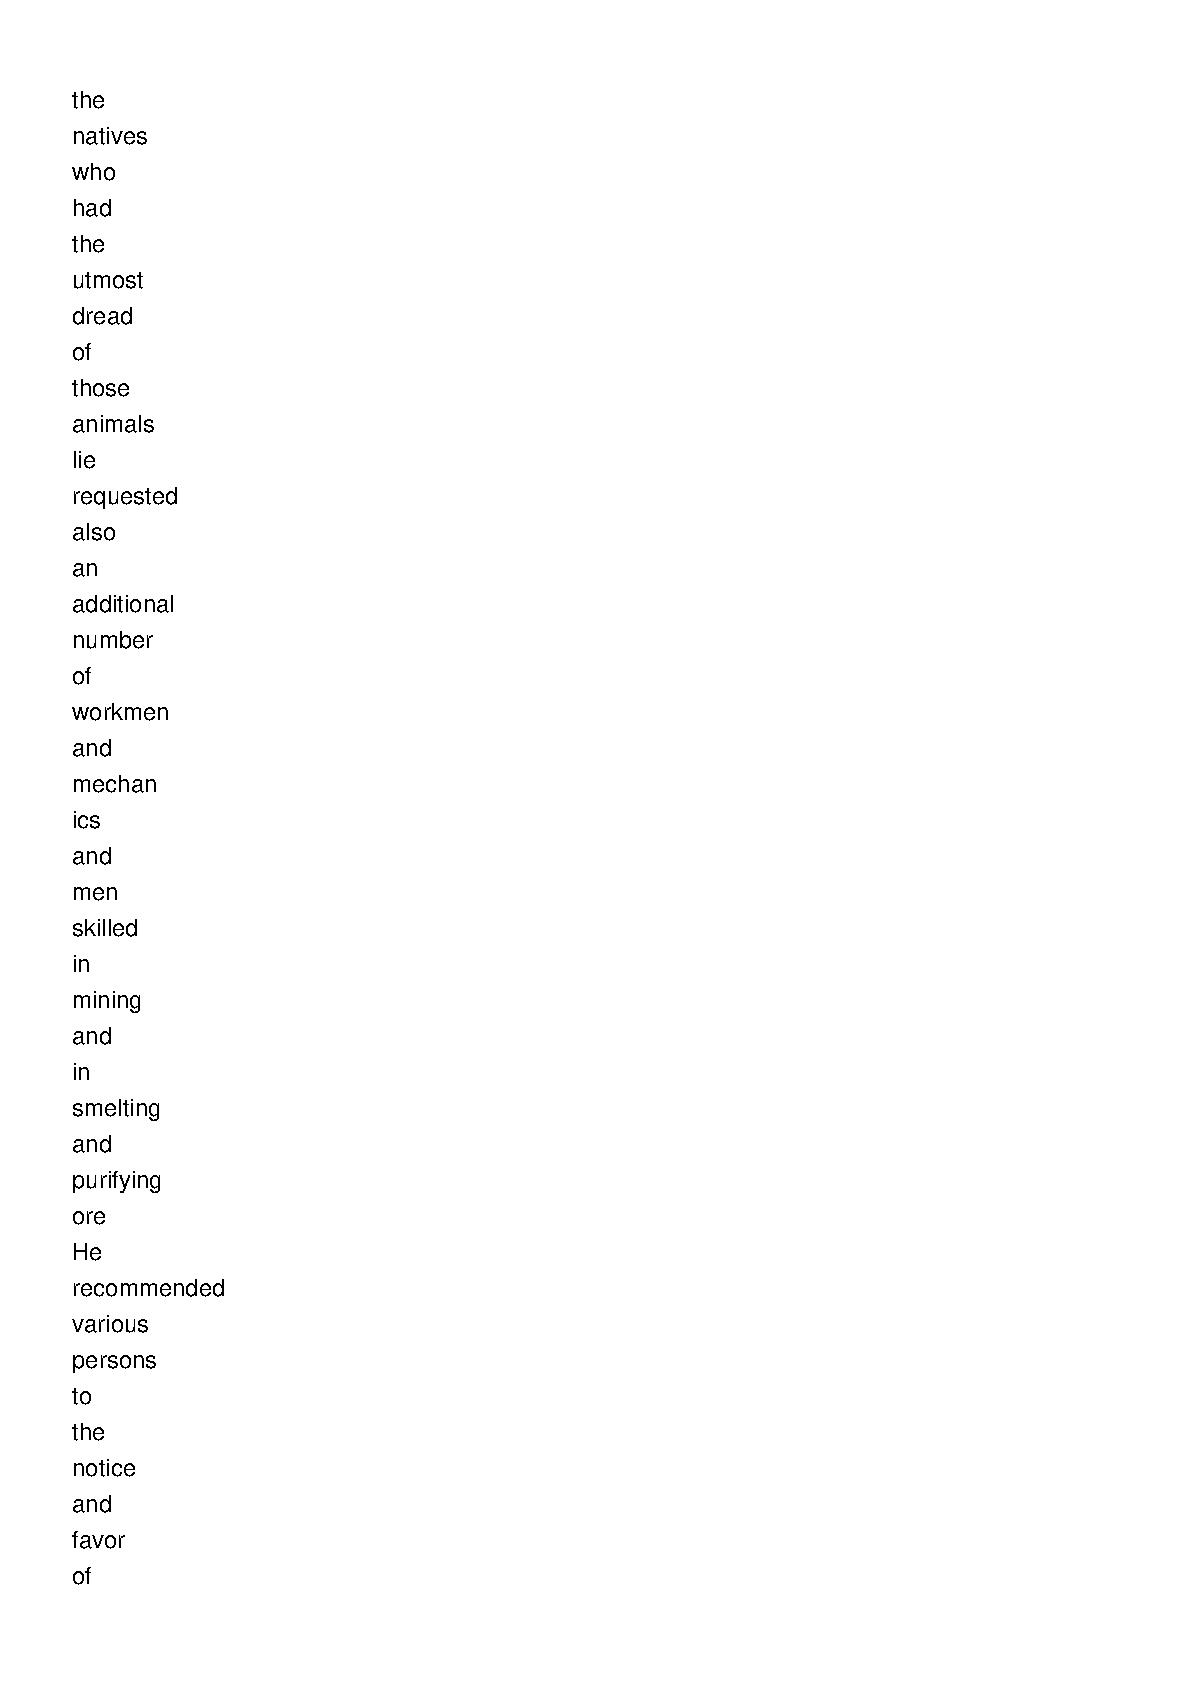 the
natives
who
had
the
utmost
dread
of
those
animals
lie
requested
also
an
additional
number
of
workmen
and
mechan
ics
and
men
skilled
in
mining
and
in
smelting
and
purifying
ore
He
recommended
various
persons
to
the
notice
and
favor
of